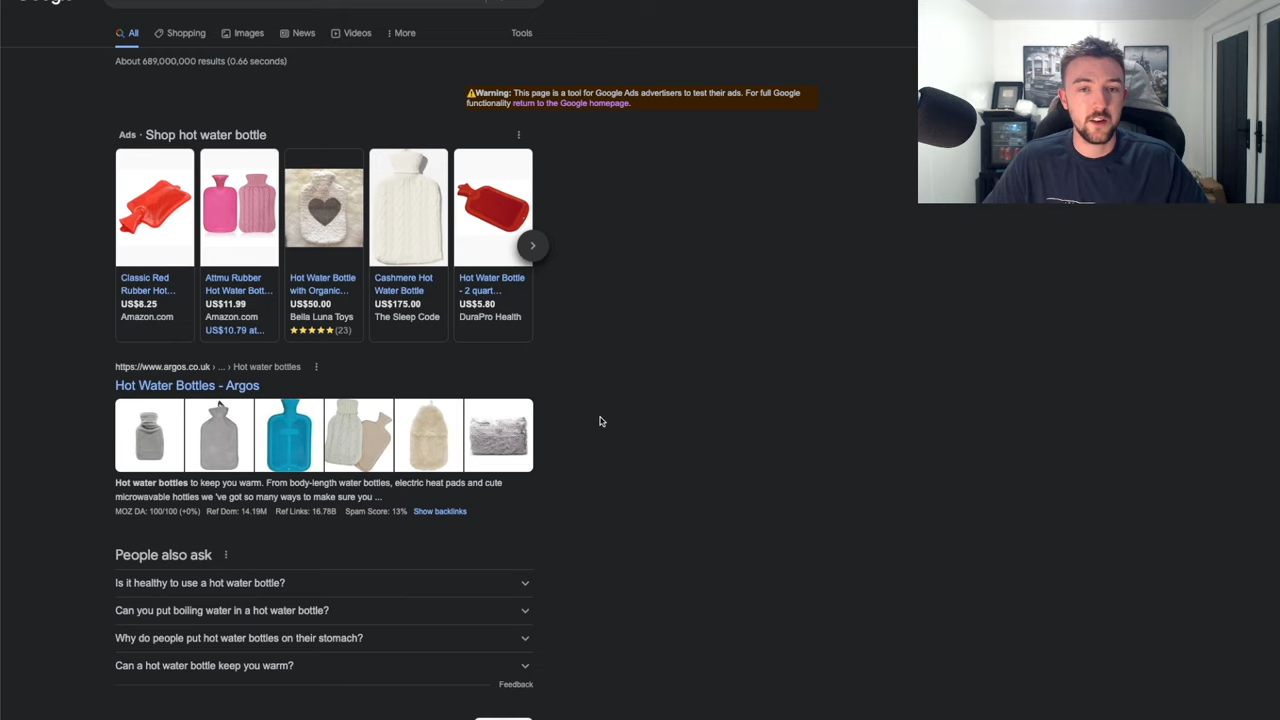 Google
All
Shopping
Images
News
Videos
More
Tools
About 689,000,000 results (0.66 seconds)
Warning: This page is a tool for Google Ads advertisers to test their ads. For full Google
functionality return to the Google homepage.
Ads · Shop hot water bottle
Classic Red
Rubber Hot...
US$8.25
Amazon.com
Attmu Rubber
Hot Water Bott...
US$11.99
Amazon.com
US$10.79 at...
Hot Water Bottle
with Organic...
US$50.00
Bella Luna Toys
(23)
Cashmere Hot
Water Bottle
US$175.00
The Sleep Code
Hot Water Bottle
- 2 quart...
US$5.80
DuraPro Health
https://www.argos.co.uk › ... › Hot water bottles
Hot Water Bottles - Argos
Hot water bottles to keep you warm. From body-length water bottles, electric heat pads and cute
microwavable hotties we 've got so many ways to make sure you ...
MOZ DA: 100/100 (+0%) Ref Dom: 14.19M Ref Links: 16.78B Spam Score: 13% Show backlinks
People also ask
Is it healthy to use a hot water bottle?
Can you put boiling water in a hot water bottle?
Why do people put hot water bottles on their stomach?
Can a hot water bottle keep you warm?
Feedback